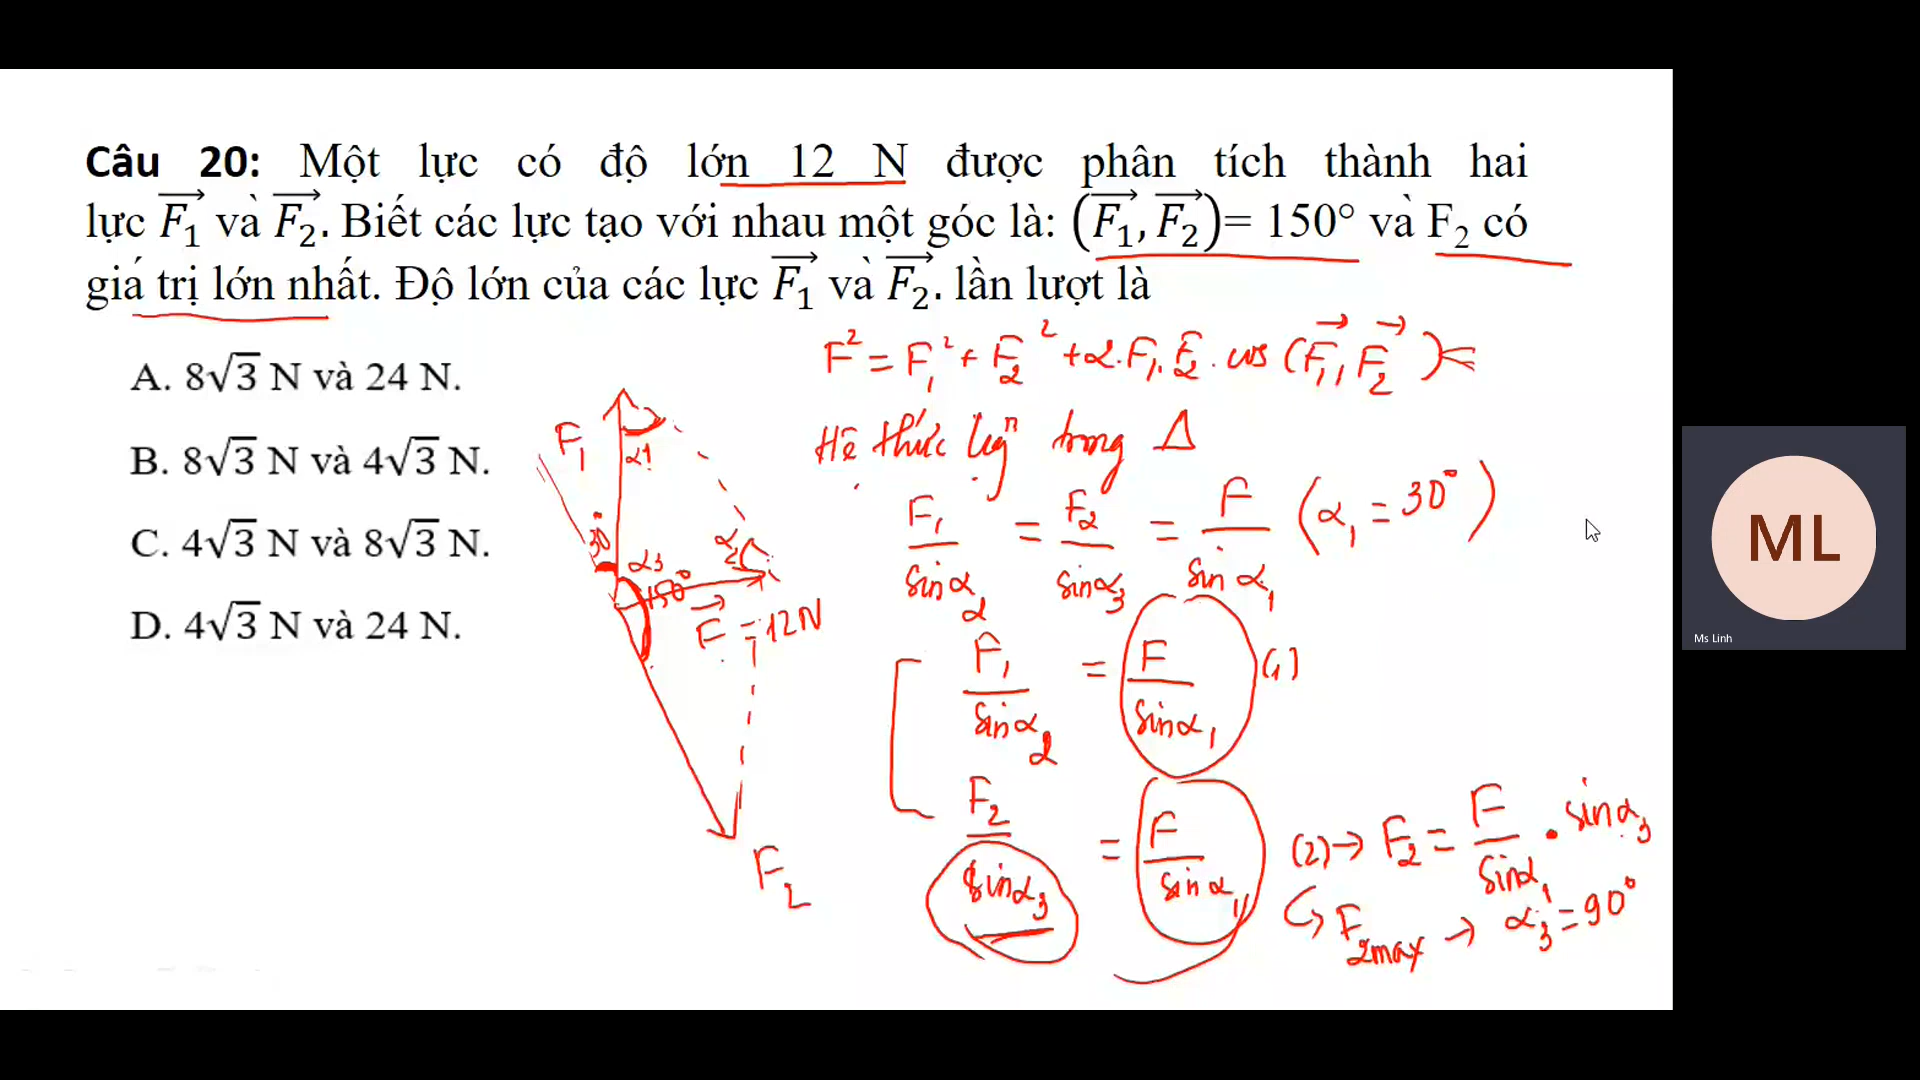 Câu 20: Một lực có độ lớn 12 N được phân tích thành hai
lực F₁ và F₂. Biết các lực tạo với nhau một góc là: (F₁, F₂)= 150° và F₂ có
giá trị lớn nhất. Độ lớn của các lực F₁ và F₂. lần lượt là
A. 8√3 N và 24 N.
B. 8√3 N và 4√3 N.
C. 4√3 N và 8√3 N.
D. 4√3 N và 24 N.
F² = F₁² + F₂² + 2.F₁.F₂.cos(F₁, F₂) =
Hệ thức lượng trong Δ
F₁/sinα₂ = F₂/sinα₃ = F/sinα₁ (α₁ = 30°)
F₁/sinα₂ = F/sinα₁ (1)
F₂/sinα₃ = F/sinα₁ (2) → F₂ = F/sinα₁ . sinα₃
↪ F₂max → α₃ = 90°
F₁
α1
30°
α3
α2
150°
F = 12N
F₂
ML
Ms Linh